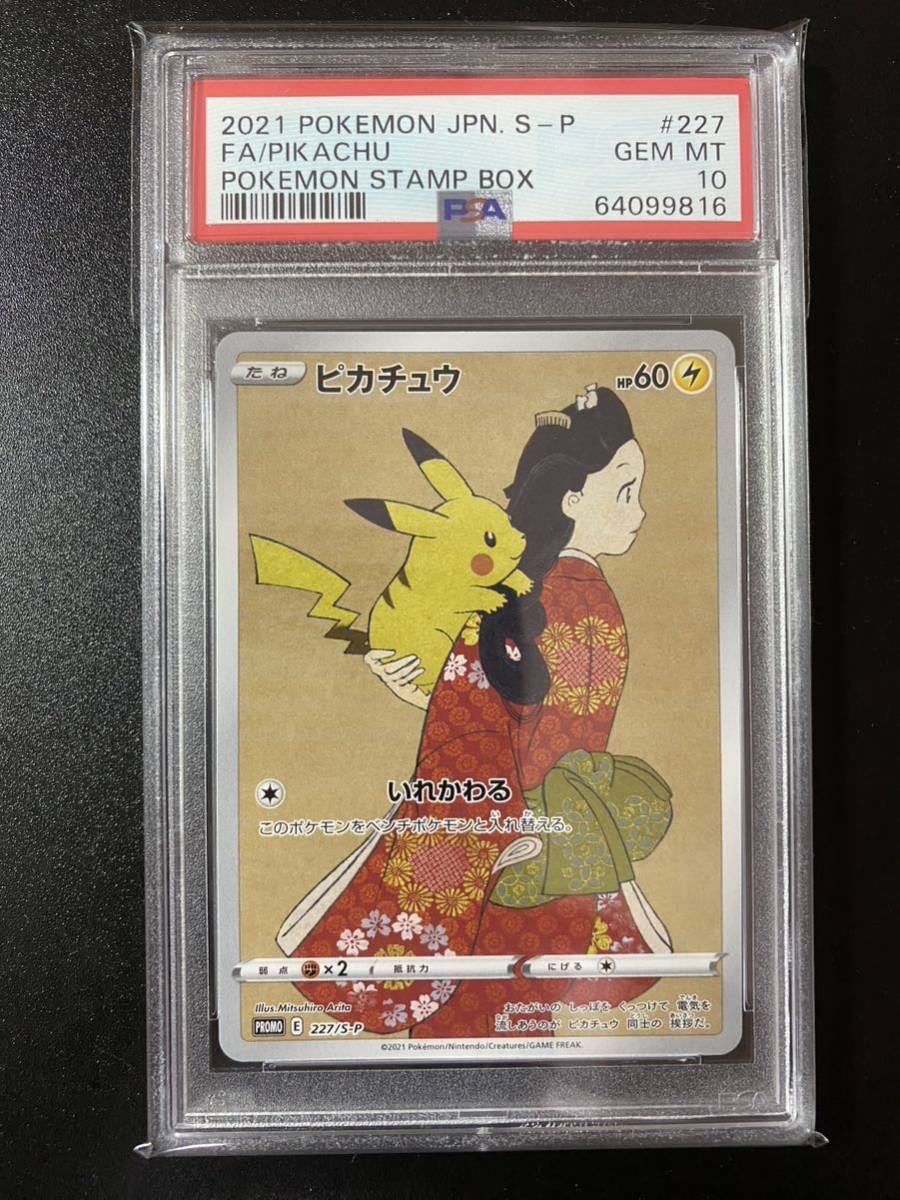 2021 POKEMON JPN. S-P #227
FA/PIKACHU GEM MT
POKEMON STAMP BOX 10
PSA 64099816
たね ピカチュウ HP60
いれかわる
このポケモンをベンチポケモンと入れ替える。
弱点 ×2 抵抗力 にげる
Illus. Mitsuhiro Arita
おたがいの しっぽを くっつけて 電気を
流しあうのが ピカチュウ 同士の 挨拶だ。
PROMO E 227/S-P
©2021 Pokémon/Nintendo/Creatures/GAME FREAK.